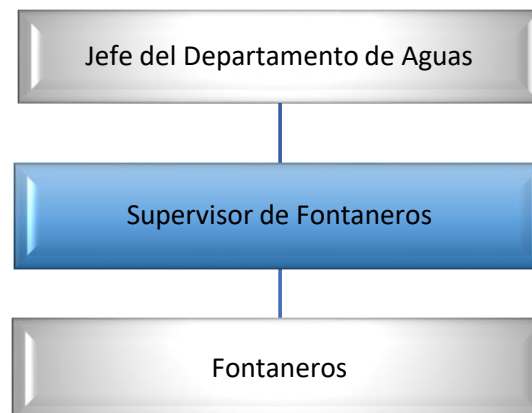 Jefe del Departamento de Aguas
Supervisor de Fontaneros
Fontaneros